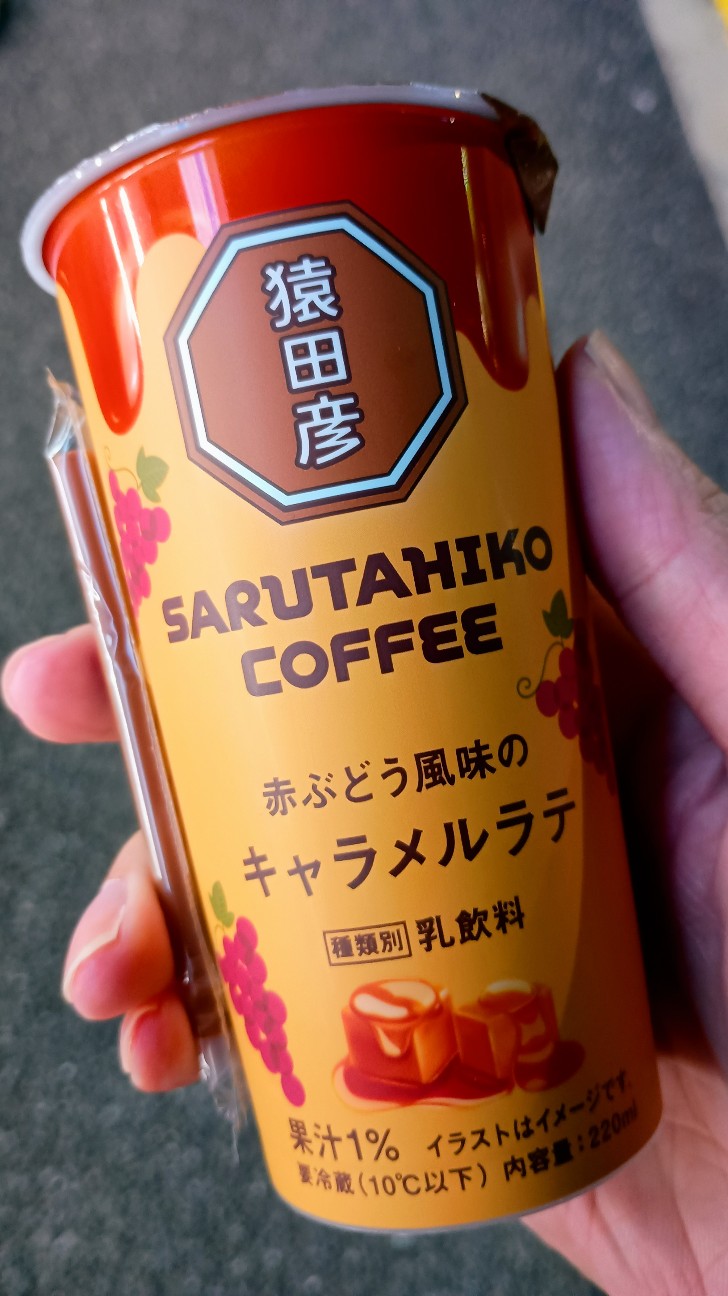 猿田彦
SARUTAHIKO
COFFEE
赤ぶどう風味の
キャラメルラテ
種類別 乳飲料
果汁1% イラストはイメージです。
要冷蔵(10℃以下) 内容量:220ml